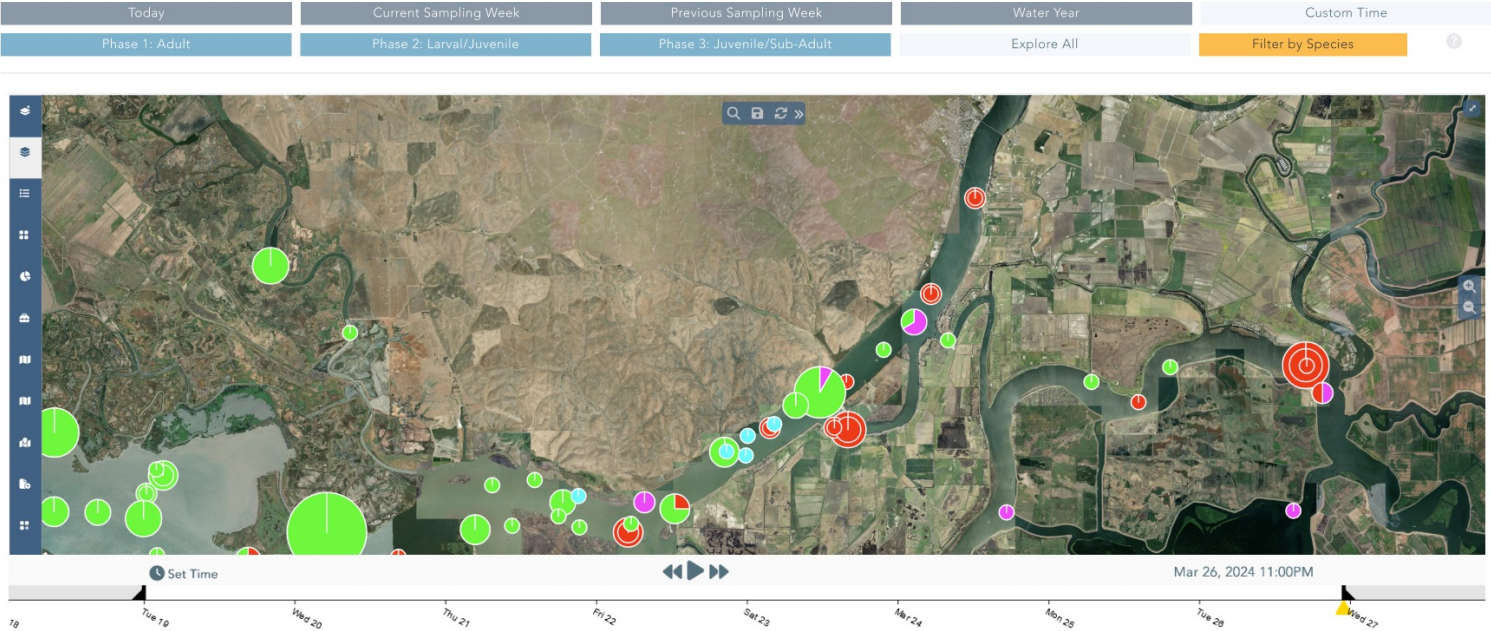 Today Current Sampling Week Previous Sampling Week Water Year Custom Time
Phase 1: Adult Phase 2: Larval/Juvenile Phase 3: Juvenile/Sub-Adult Explore All Filter by Species ?
Set Time Mar 26, 2024 11:00PM
18 Tue 19 Wed 20 Thu 21 Fri 22 Sat 23 Mar 24 Mon 25 Tue 26 Wed 27